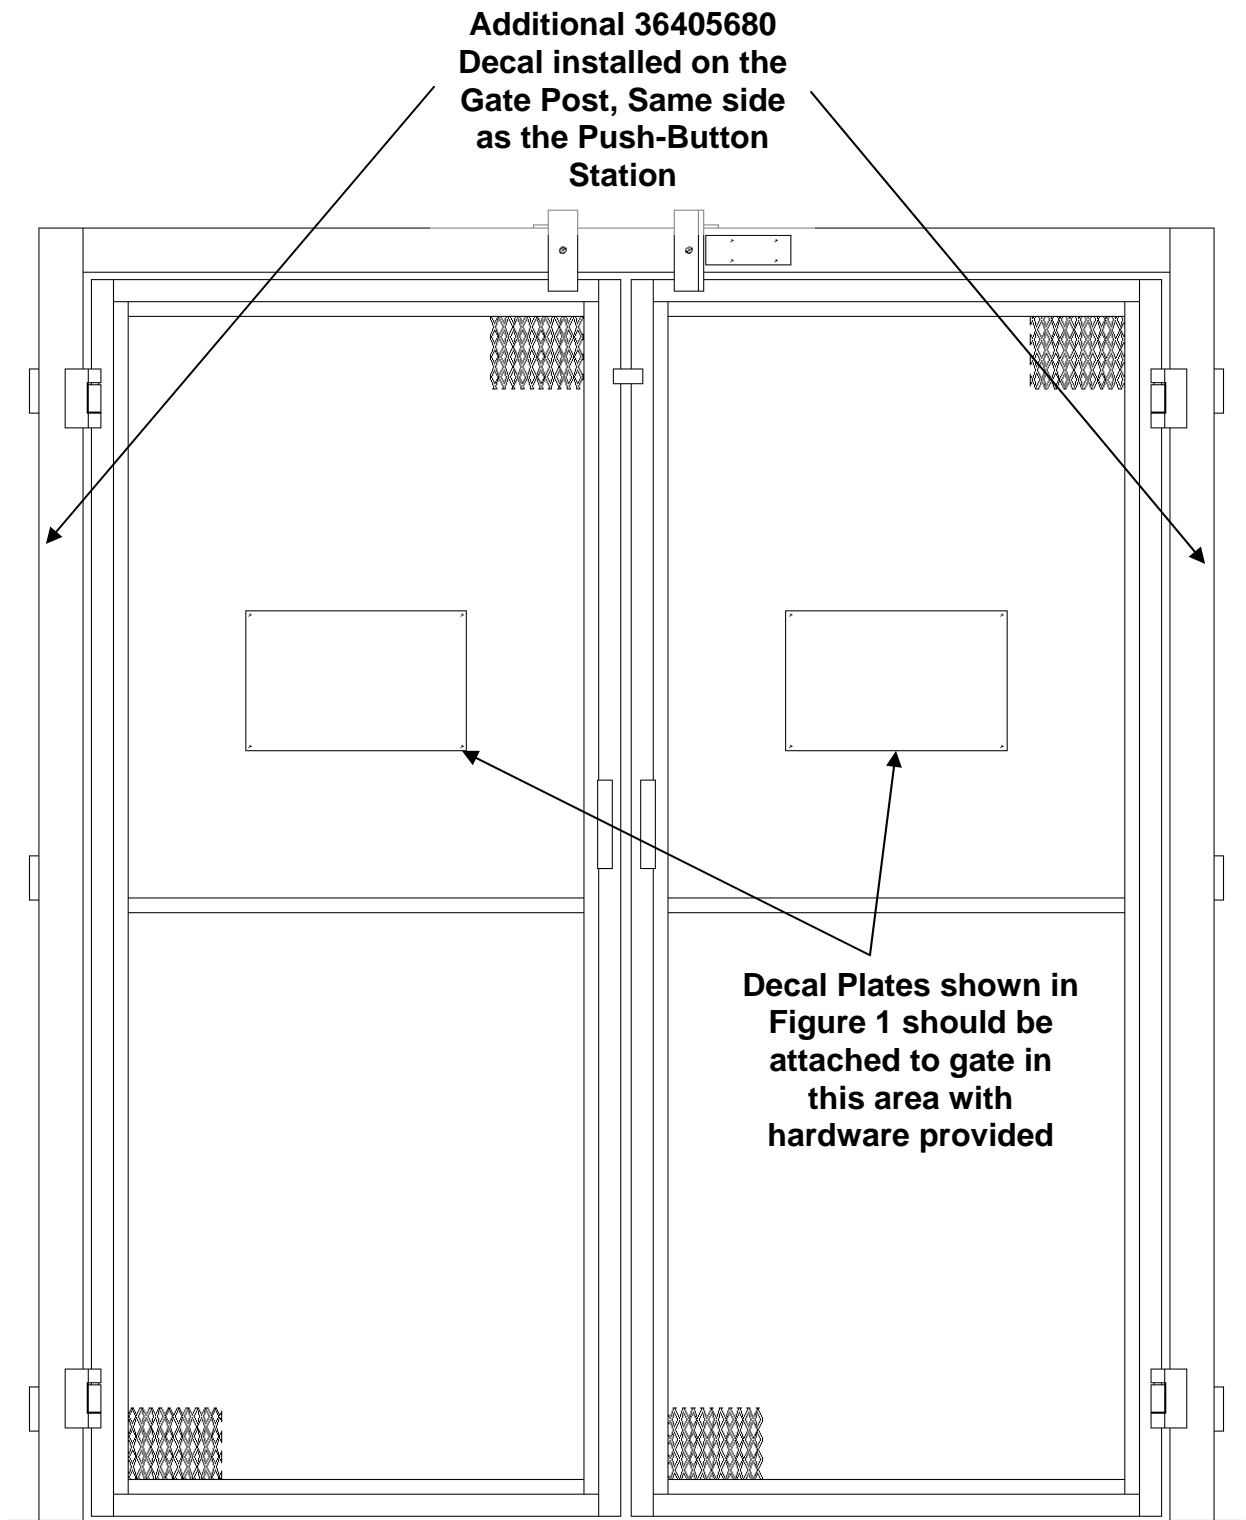 Additional 36405680
Decal installed on the
Gate Post, Same side
as the Push-Button
Station
Decal Plates shown in
Figure 1 should be
attached to gate in
this area with
hardware provided